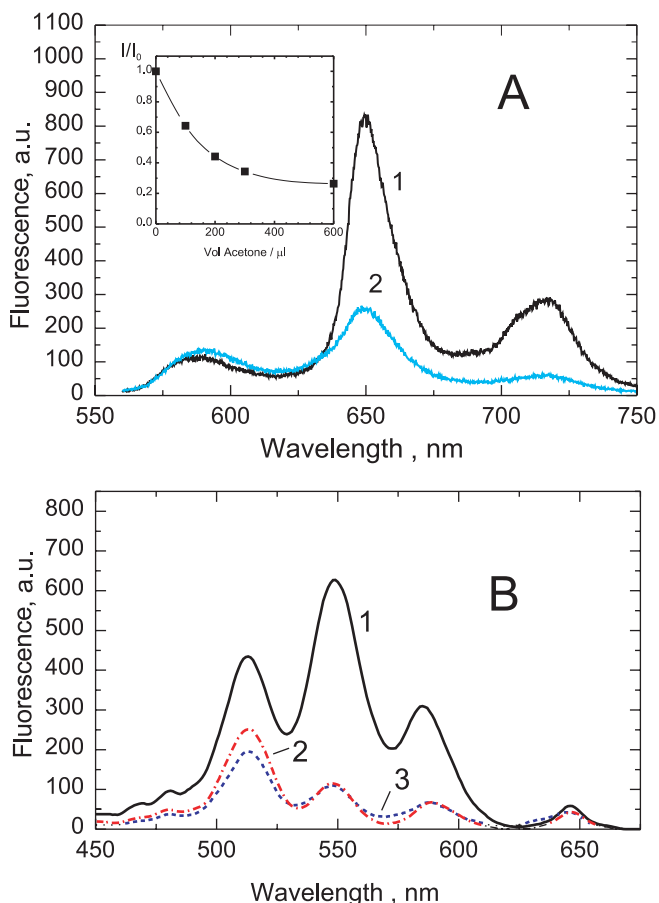 1100
1000
900
800
700
600
500
400
300
200
100
0
Fluorescence, a.u.
I/I0
1.0
0.8
0.6
0.4
0.2
0.0
0 200 400 600
Vol Acetone / µl
A
1
2
550 600 650 700 750
Wavelength , nm
800
700
600
500
400
300
200
100
0
Fluorescence, a.u.
B
1
2
3
450 500 550 600 650
Wavelength , nm